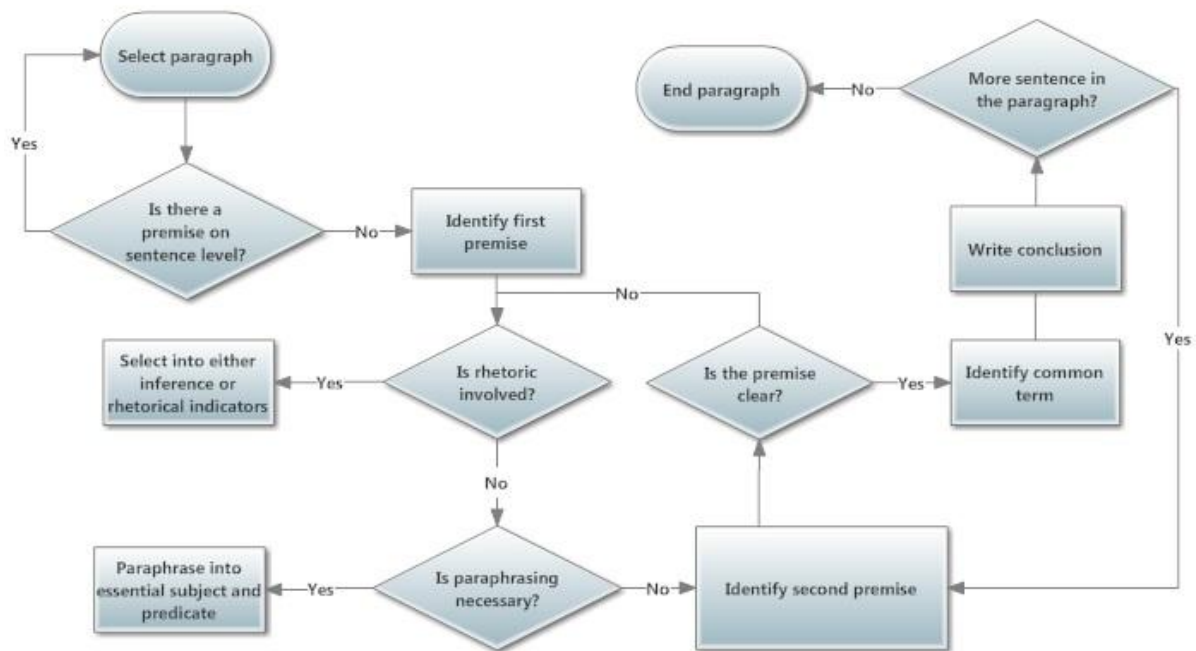 Select paragraph
Yes
Is there a
premise on
sentence level?
No
Identify first
premise
Select into either
inference or
rhetorical indicators
Yes
Is rhetoric
involved?
No
Paraphrase into
essential subject and
predicate
Yes
Is paraphrasing
necessary?
No
Identify second premise
No
Is the premise
clear?
Yes
Identify common
term
Write conclusion
More sentence in
the paragraph?
No
End paragraph
Yes